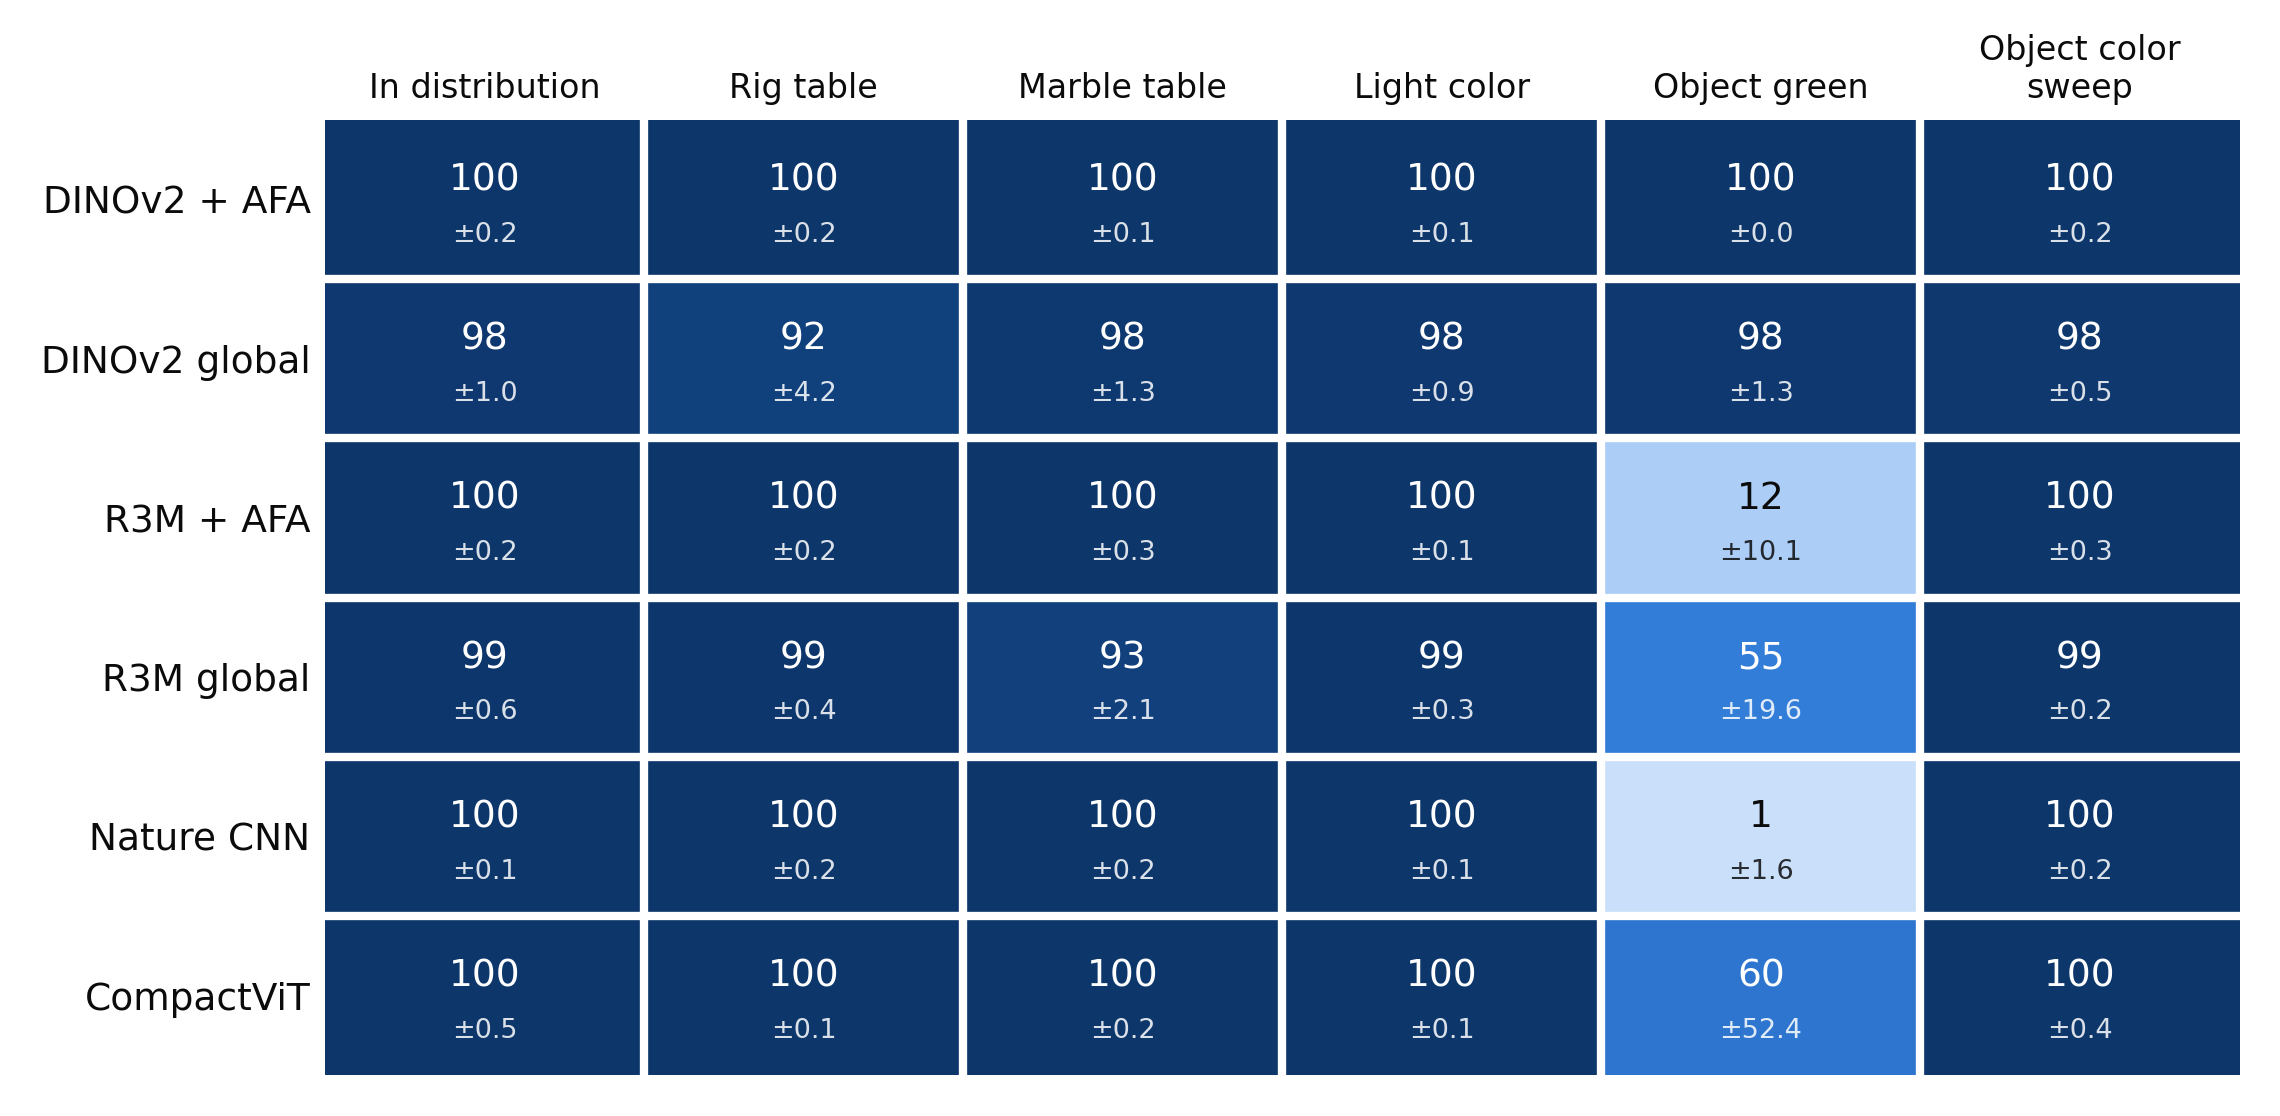 Object color
In distribution Rig table Marble table Light color Object green sweep
100 100 100 100 100 100
DINOv2 + AFA
±0.2 ±0.2 ±0.1 ±0.1 ±0.0 ±0.2
98 92 98 98 98 98
DINOv2 global
±1.0 ±4.2 ±1.3 ±0.9 ±1.3 ±0.5
100 100 100 100 12 100
R3M + AFA
±0.2 ±0.2 ±0.3 ±0.1 ±10.1 ±0.3
99 99 93 99 55 99
R3M global
±0.6 ±0.4 ±2.1 ±0.3 ±19.6 ±0.2
100 100 100 100 1 100
Nature CNN
±0.1 ±0.2 ±0.2 ±0.1 ±1.6 ±0.2
100 100 100 100 60 100
CompactViT
±0.5 ±0.1 ±0.2 ±0.1 ±52.4 ±0.4